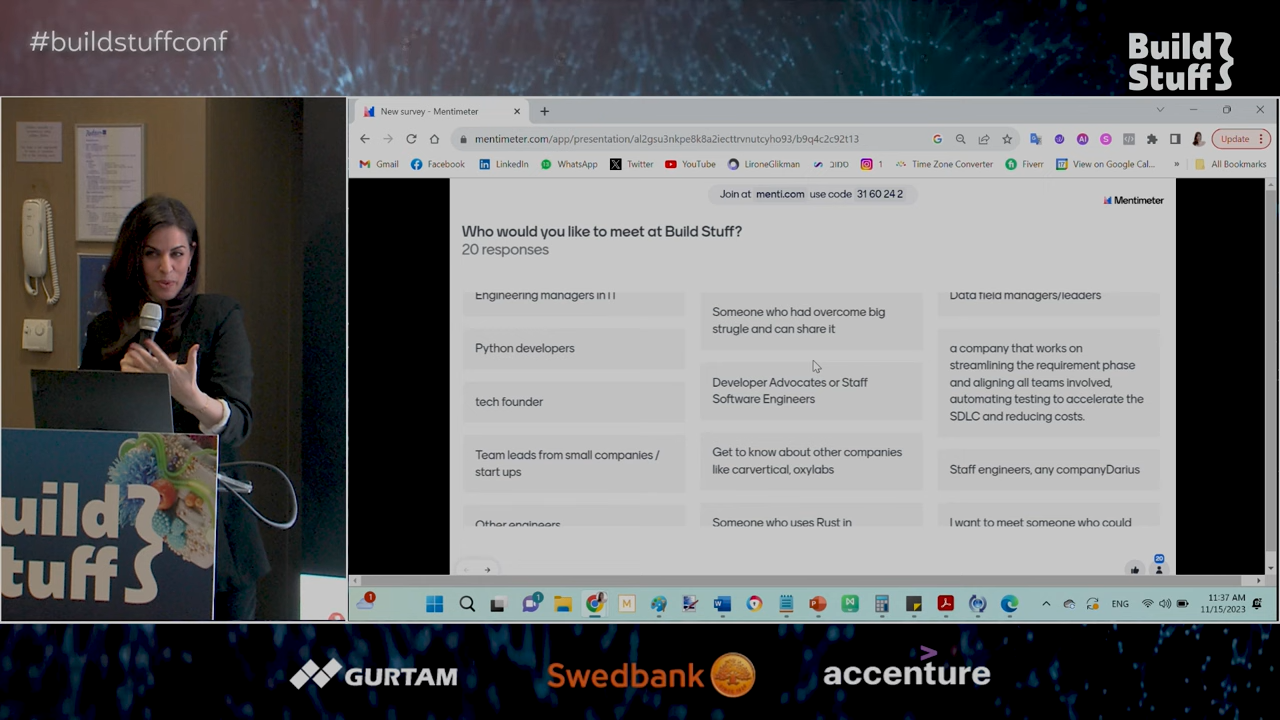 #buildstuffconf
Build
Stuff
New survey - Mentimeter
mentimeter.com/app/presentation/al2gsu3nkpe8k8a2iecttrvnutcyho93/b9q4c2c92t13
Update
Gmail
Facebook
LinkedIn
WhatsApp
Twitter
YouTube
LironeGlikman
סמוב
1
Time Zone Converter
Fiverr
View on Google Cal...
»
All Bookmarks
Join at menti.com use code 31 60 24 2
Mentimeter
Who would you like to meet at Build Stuff?
20 responses
Engineering managers in IT
Python developers
tech founder
Team leads from small companies /
start ups
Other engineers
Someone who had overcome big
strugle and can share it
Developer Advocates or Staff
Software Engineers
Get to know about other companies
like carvertical, oxylabs
Someone who uses Rust in
Data field managers/leaders
a company that works on
streamlining the requirement phase
and aligning all teams involved,
automating testing to accelerate the
SDLC and reducing costs.
Staff engineers, any companyDarius
I want to meet someone who could
20
1
1
ENG
11:37 AM
11/15/2023
uild
tuff
GURTAM
Swedbank
accenture